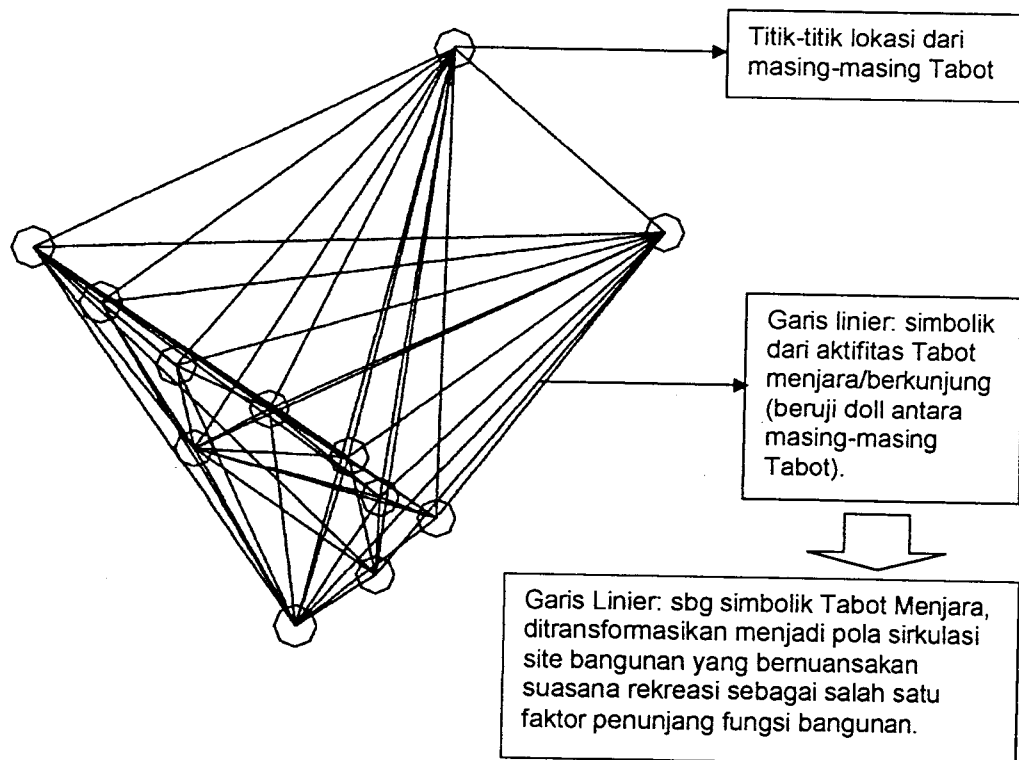 Titik-titik lokasi dari
masing-masing Tabot
Garis linier: simbolik
dari aktifitas Tabot
menjara/berkunjung
(beruji doll antara
masing-masing
Tabot).
Garis Linier: sbg simbolik Tabot Menjara,
ditransformasikan menjadi pola sirkulasi
site bangunan yang bernuansakan
suasana rekreasi sebagai salah satu
faktor penunjang fungsi bangunan.